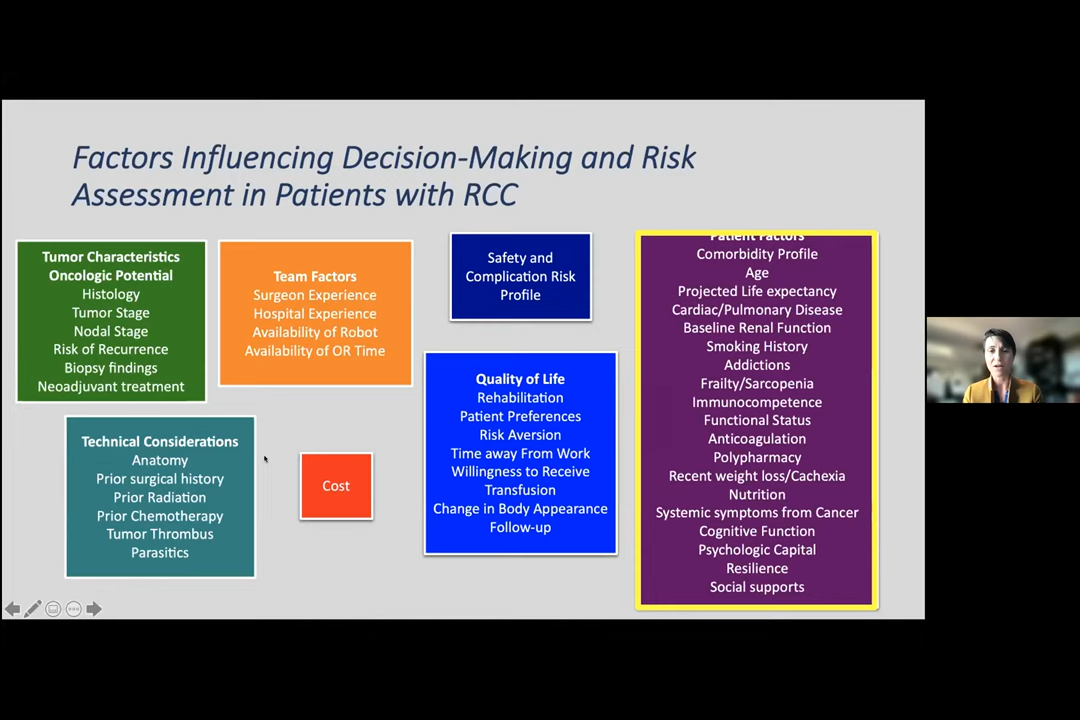 Factors Influencing Decision-Making and Risk
Assessment in Patients with RCC
Tumor Characteristics
Oncologic Potential
Histology
Tumor Stage
Nodal Stage
Risk of Recurrence
Biopsy findings
Neoadjuvant treatment
Team Factors
Surgeon Experience
Hospital Experience
Availability of Robot
Availability of OR Time
Safety and
Complication Risk
Profile
Patient Factors
Comorbidity Profile
Age
Projected Life expectancy
Cardiac/Pulmonary Disease
Baseline Renal Function
Smoking History
Addictions
Frailty/Sarcopenia
Immunocompetence
Functional Status
Anticoagulation
Polypharmacy
Recent weight loss/Cachexia
Nutrition
Systemic symptoms from Cancer
Cognitive Function
Psychologic Capital
Resilience
Social supports
Quality of Life
Rehabilitation
Patient Preferences
Risk Aversion
Time away From Work
Willingness to Receive
Transfusion
Change in Body Appearance
Follow-up
Technical Considerations
Anatomy
Prior surgical history
Prior Radiation
Prior Chemotherapy
Tumor Thrombus
Parasitics
Cost